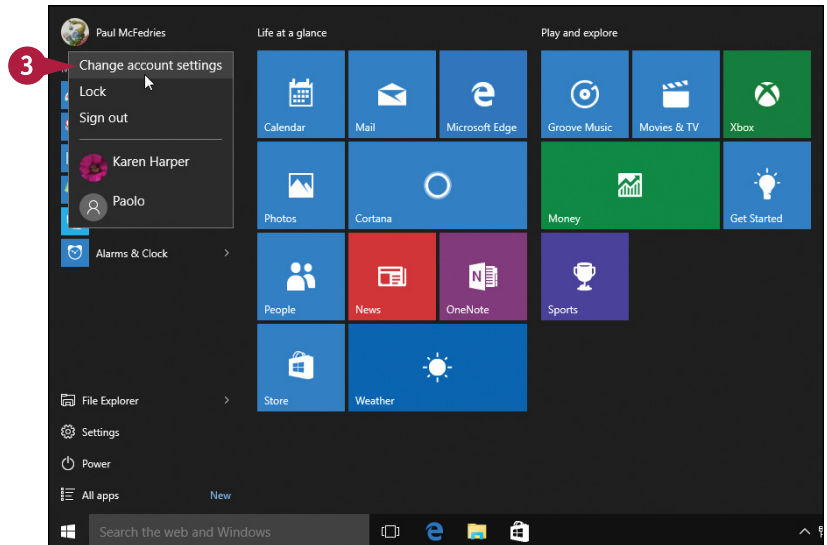 Paul McFedries
Life at a glance
Play and explore
3
Change account settings
Lock
Sign out
Karen Harper
Paolo
Calendar
Mail
Microsoft Edge
Groove Music
Movies & TV
Xbox
Photos
Cortana
Money
Get Started
Alarms & Clock
People
News
OneNote
Sports
Store
Weather
File Explorer
Settings
Power
All apps
New
Search the web and Windows